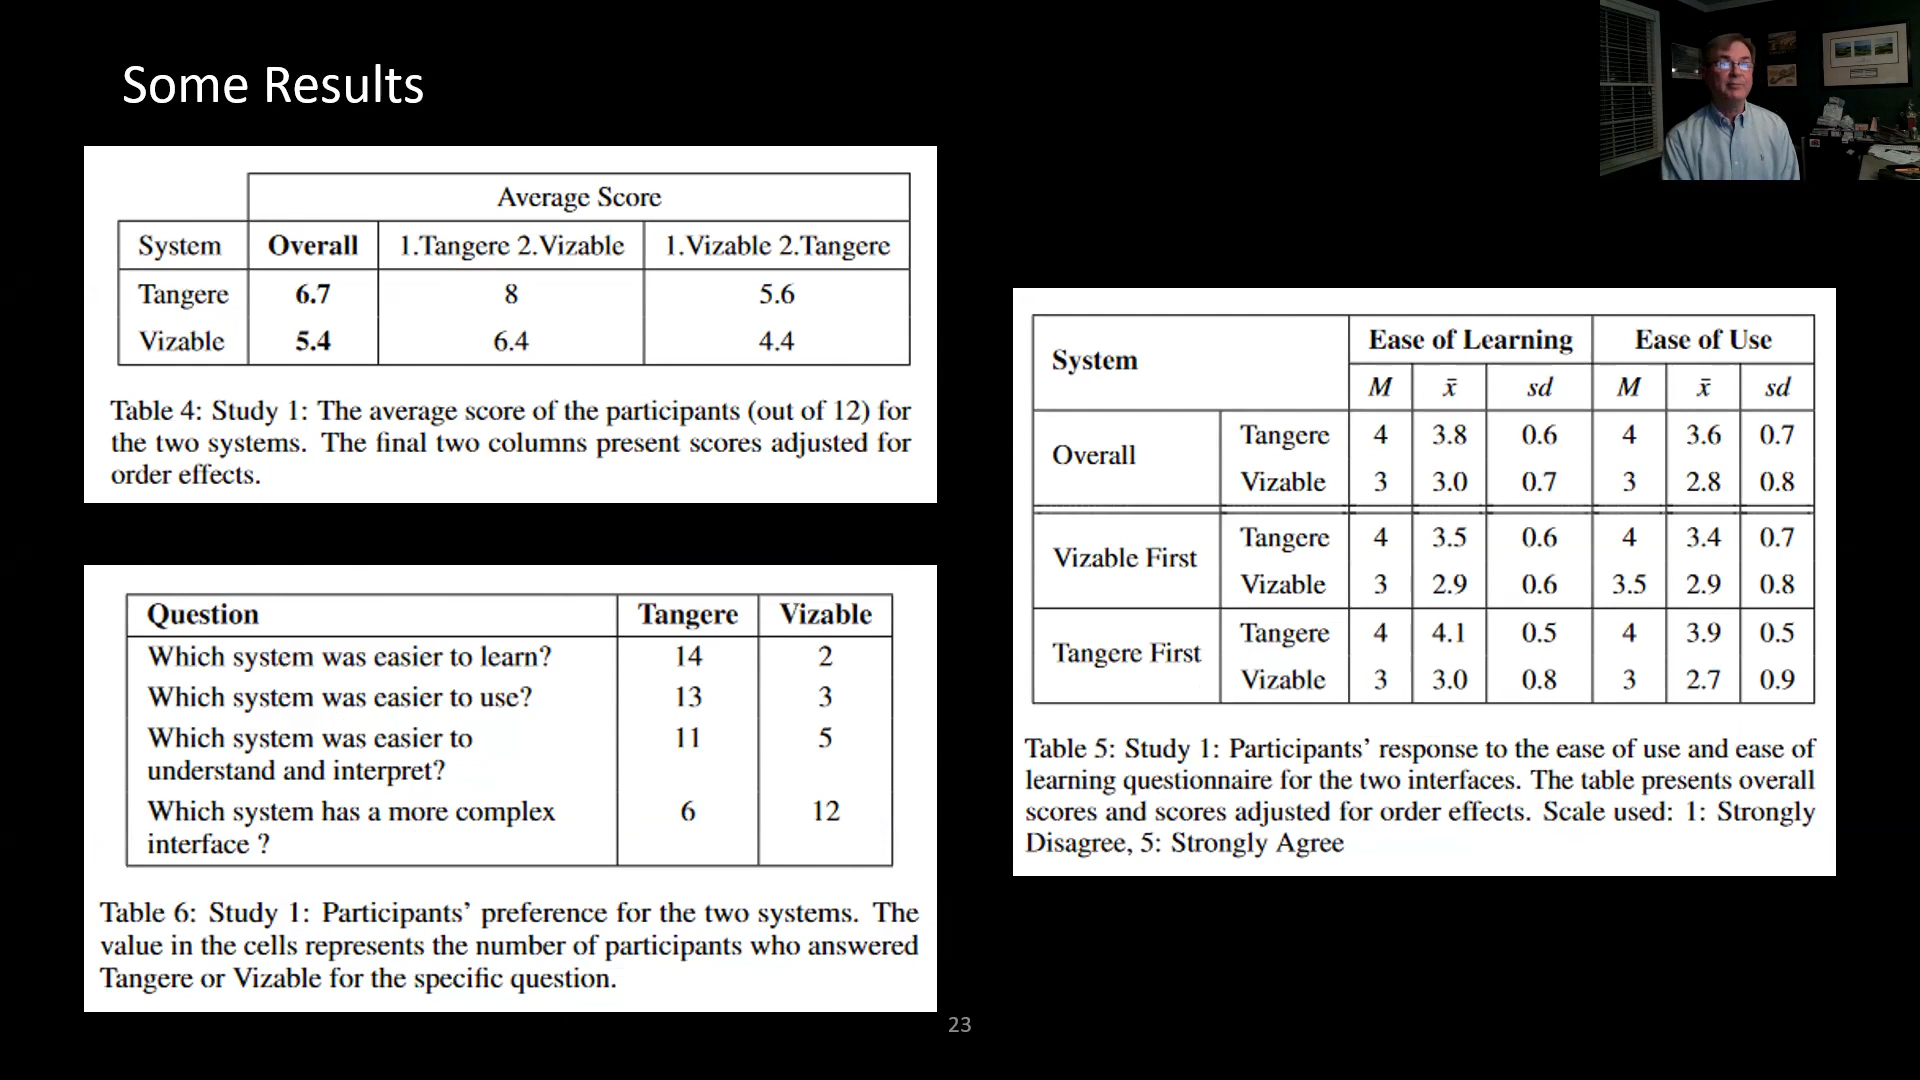 Some Results
Average Score
System Overall 1.Tangere 2.Vizable 1.Vizable 2.Tangere
Tangere 6.7 8 5.6
Vizable 5.4 6.4 4.4
Table 4: Study 1: The average score of the participants (out of 12) for
the two systems. The final two columns present scores adjusted for
order effects.
Question Tangere Vizable
Which system was easier to learn? 14 2
Which system was easier to use? 13 3
Which system was easier to 11 5
understand and interpret?
Which system has a more complex 6 12
interface ?
Table 6: Study 1: Participants’ preference for the two systems. The
value in the cells represents the number of participants who answered
Tangere or Vizable for the specific question.
System Ease of Learning Ease of Use
M x̄ sd M x̄ sd
Overall Tangere 4 3.8 0.6 4 3.6 0.7
Vizable 3 3.0 0.7 3 2.8 0.8
Vizable First Tangere 4 3.5 0.6 4 3.4 0.7
Vizable 3 2.9 0.6 3.5 2.9 0.8
Tangere First Tangere 4 4.1 0.5 4 3.9 0.5
Vizable 3 3.0 0.8 3 2.7 0.9
Table 5: Study 1: Participants’ response to the ease of use and ease of
learning questionnaire for the two interfaces. The table presents overall
scores and scores adjusted for order effects. Scale used: 1: Strongly
Disagree, 5: Strongly Agree
23